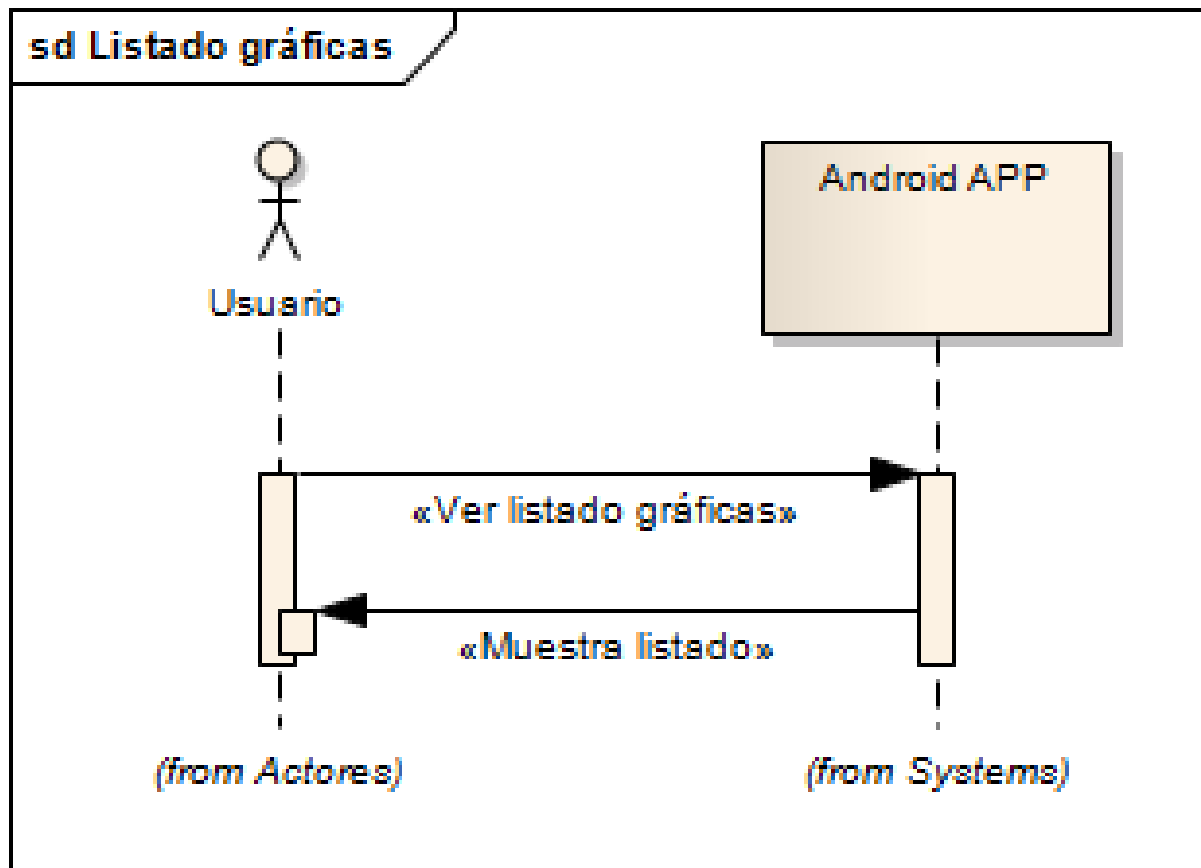 sd Listado gráficas
Usuario
Android APP
«Ver listado gráficas»
«Muestra listado»
(from Actores)
(from Systems)